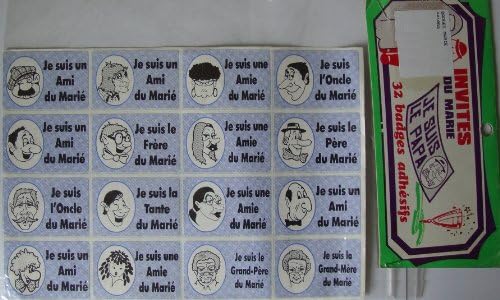 Je suis un
Ami
du Marié
Je suis un
Ami
du Marié
Je suis une
Amie
du Marié
Je suis
l'Oncle
du Marié
Je suis un
Ami
du Marié
Je suis le
Frère
du Marié
Je suis une
Amie
du Marié
Je suis le
Père
du Marié
Je suis
l'Oncle
du Marié
Je suis la
Tante
du Marié
Je suis une
Amie
du Marié
Je suis un
Ami
du Marié
Je suis un
Ami
du Marié
Je suis une
Amie
du Marié
Je suis le
Grand-Père
du Marié
Je suis la
Grand-Mère
du Marié
INVITÉS
DU MARIE
32 badges adhésifs
JE SUIS
LE PAPA